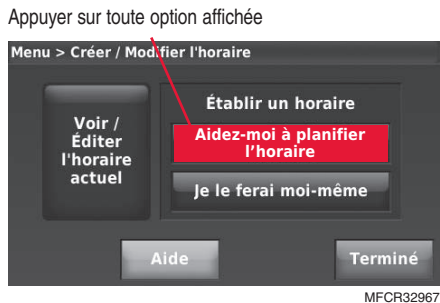 Appuyer sur toute option affichée
Menu > Créer / Modifier l'horaire
Voir /
Éditer
l'horaire
actuel
Établir un horaire
Aidez-moi à planifier
l’horaire
Je le ferai moi-même
Aide
Terminé
MFCR32967